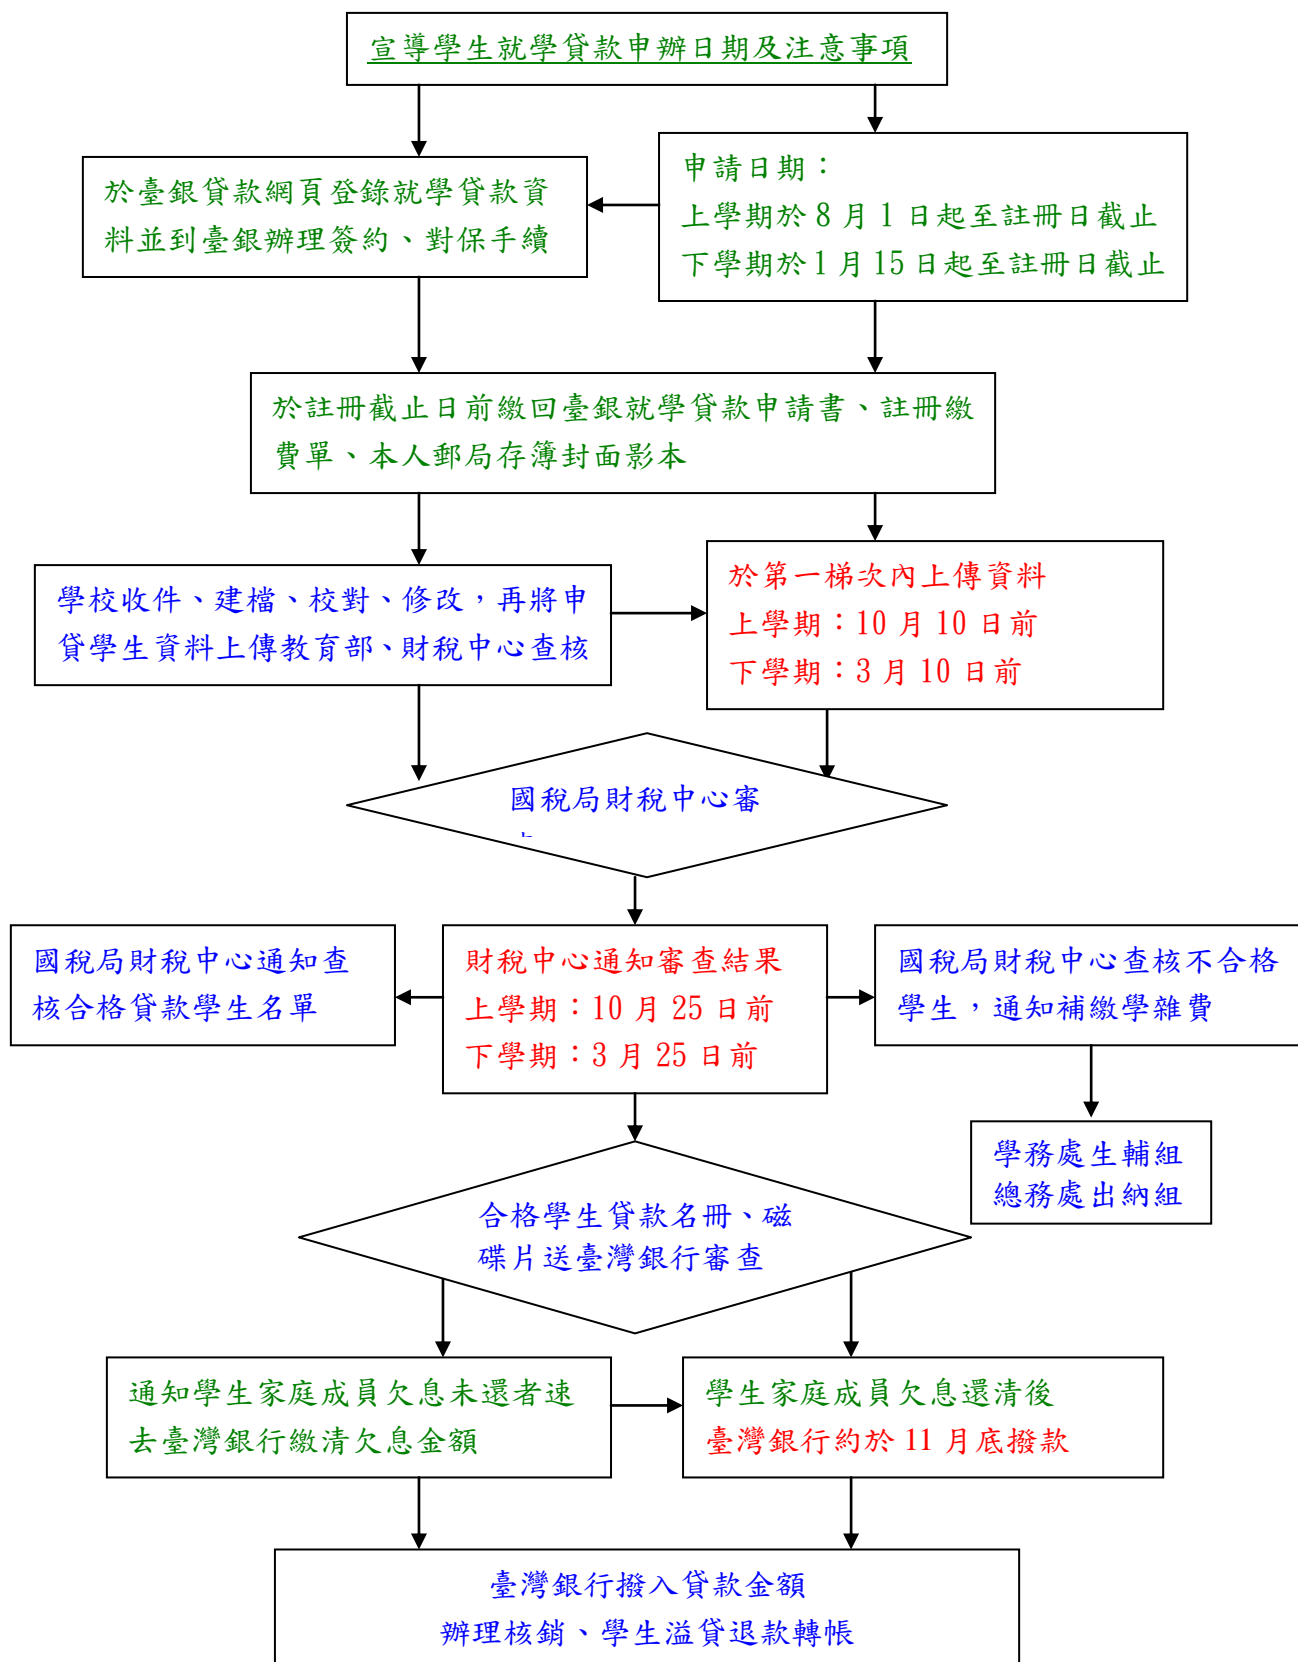 宣導學生就學貸款申辦日期及注意事項
於臺銀貸款網頁登錄就學貸款資
料並到臺銀辦理簽約、對保手續
申請日期：
上學期於 8 月 1 日起至註冊日截止
下學期於 1 月 15 日起至註冊日截止
於註冊截止日前繳回臺銀就學貸款申請書、註冊繳
費單、本人郵局存簿封面影本
學校收件、建檔、校對、修改，再將申
貸學生資料上傳教育部、財稅中心查核
於第一梯次內上傳資料
上學期：10 月 10 日前
下學期：3 月 10 日前
國稅局財稅中心審
國稅局財稅中心通知查
核合格貸款學生名單
財稅中心通知審查結果
上學期：10 月 25 日前
下學期：3 月 25 日前
國稅局財稅中心查核不合格
學生，通知補繳學雜費
學務處生輔組
總務處出納組
合格學生貸款名冊、磁
碟片送臺灣銀行審查
通知學生家庭成員欠息未還者速
去臺灣銀行繳清欠息金額
學生家庭成員欠息還清後
臺灣銀行約於 11 月底撥款
臺灣銀行撥入貸款金額
辦理核銷、學生溢貸退款轉帳